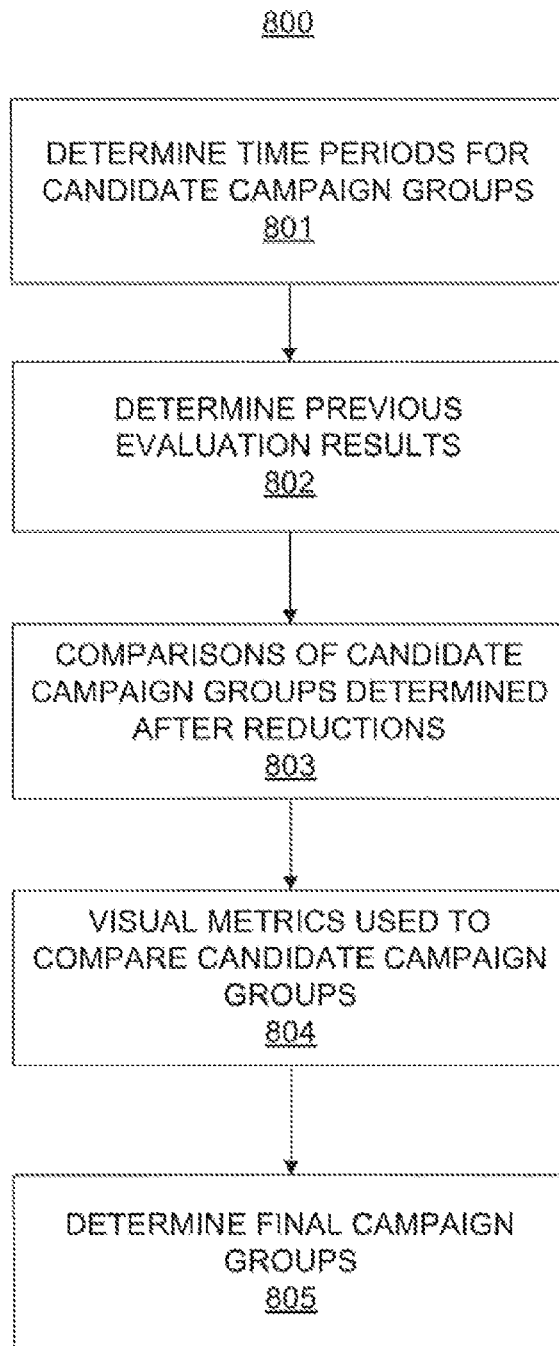 800
DETERMINE TIME PERIODS FOR
CANDIDATE CAMPAIGN GROUPS
801
DETERMINE PREVIOUS
EVALUATION RESULTS
802
COMPARISONS OF CANDIDATE
CAMPAIGN GROUPS DETERMINED
AFTER REDUCTIONS
803
VISUAL METRICS USED TO
COMPARE CANDIDATE CAMPAIGN
GROUPS
804
DETERMINE FINAL CAMPAIGN
GROUPS
805